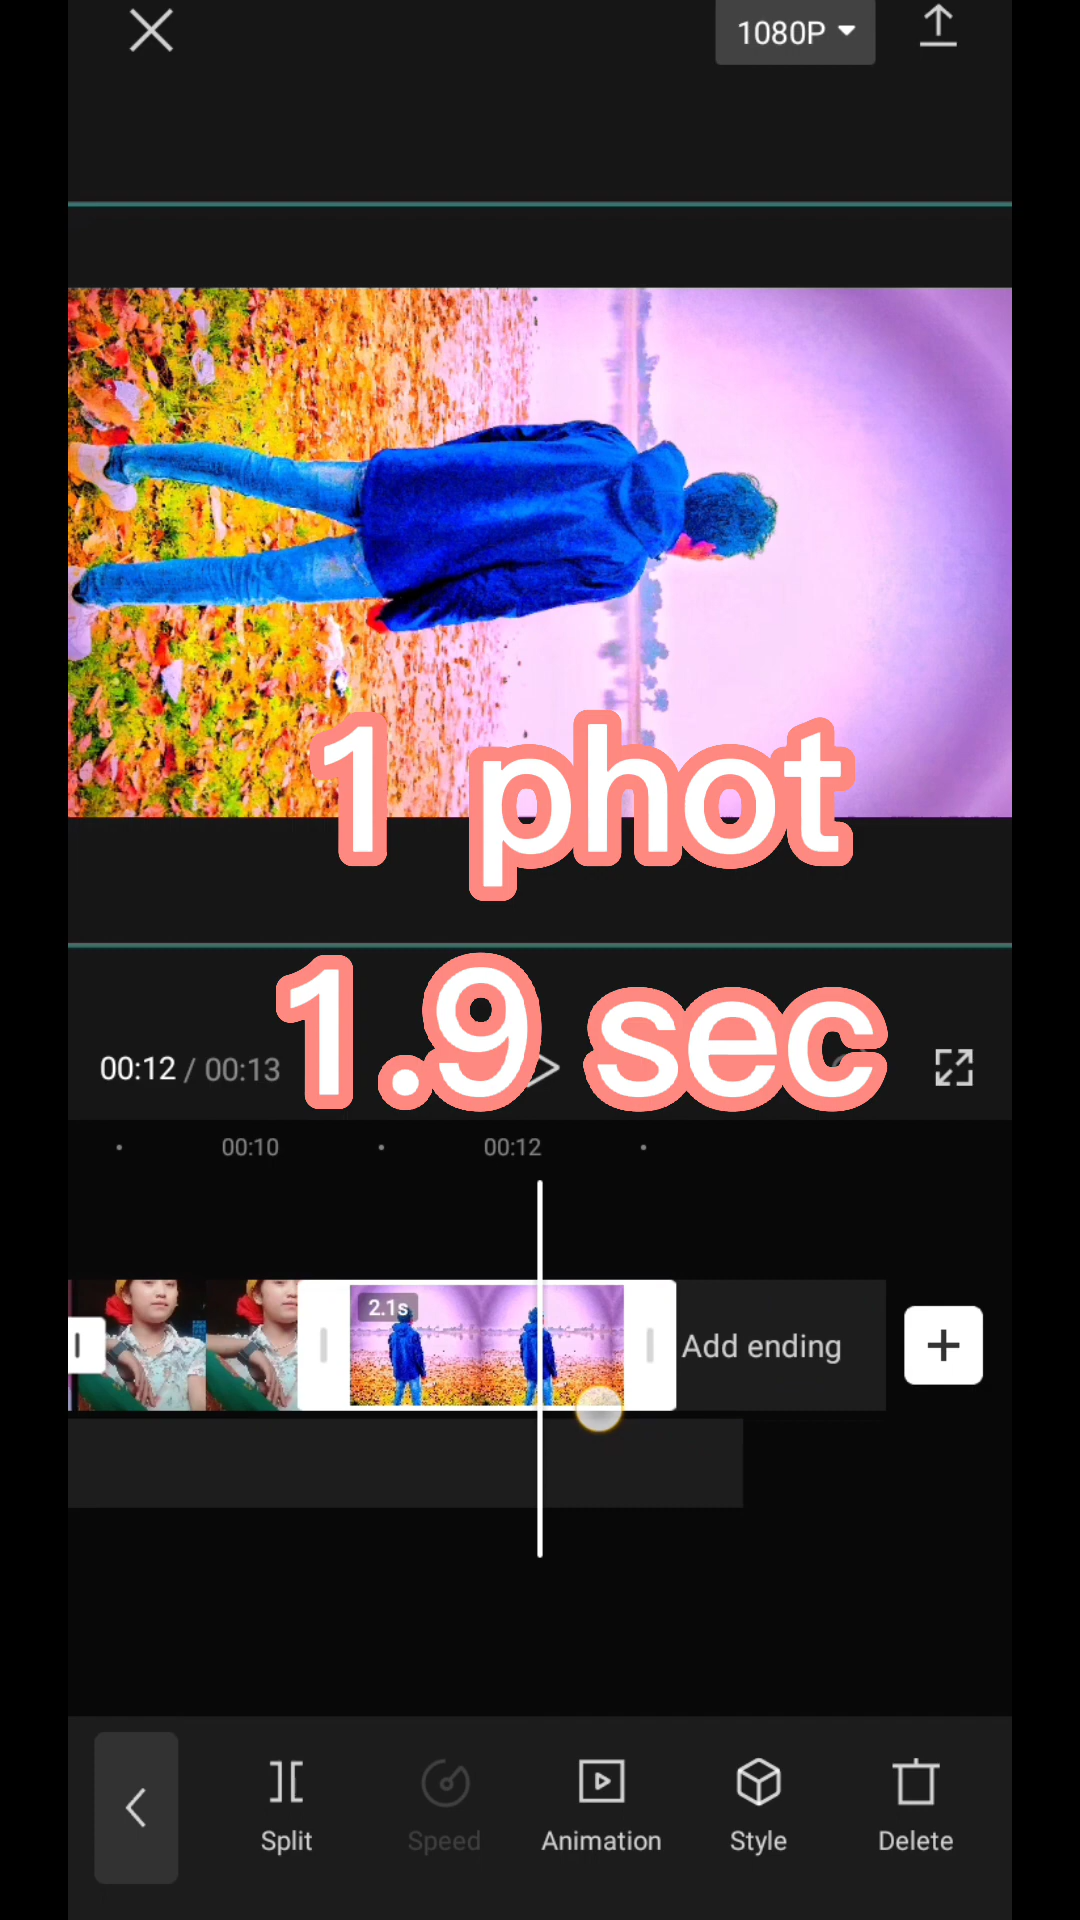 1080P
1 phot
1.9 sec
00:12 / 00:13
00:10
00:12
2.1s
Add ending
Split
Speed
Animation
Style
Delete